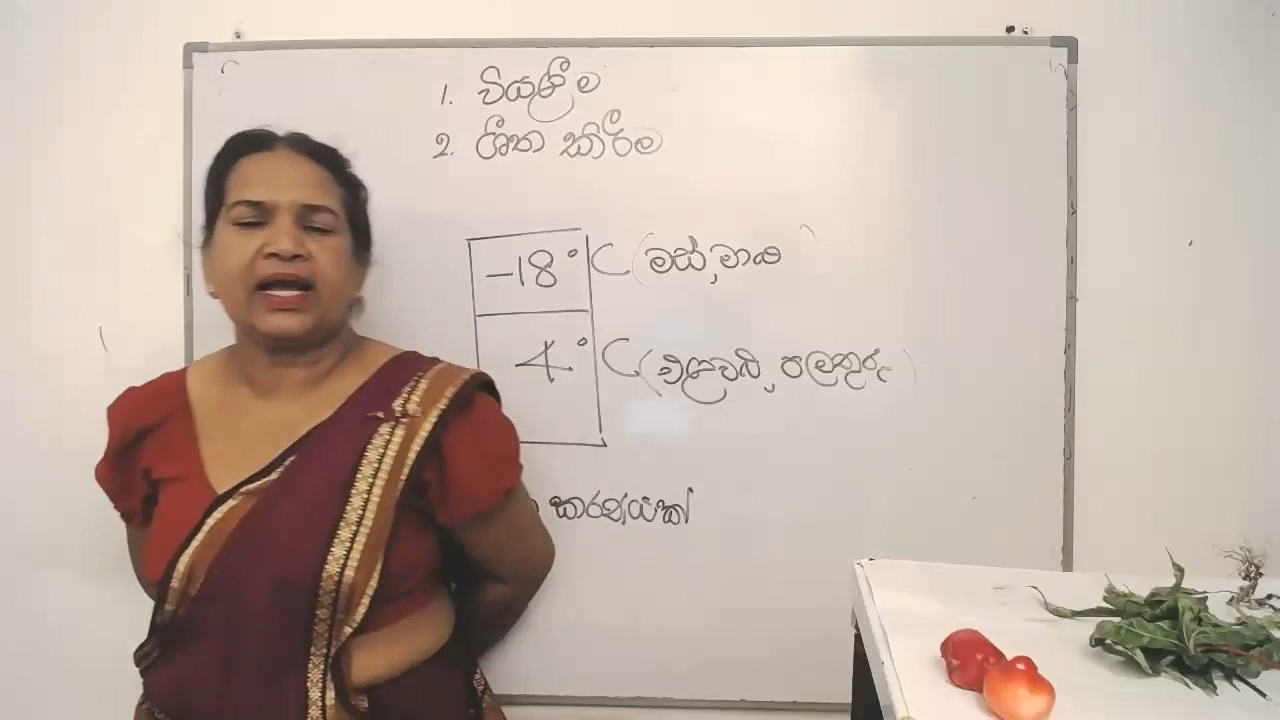 1. වියළීම
2. ශීත කිරීම
-18°C (මස්, මාළු
4°C (එළවළු, පලතුරු)
කරණයක්